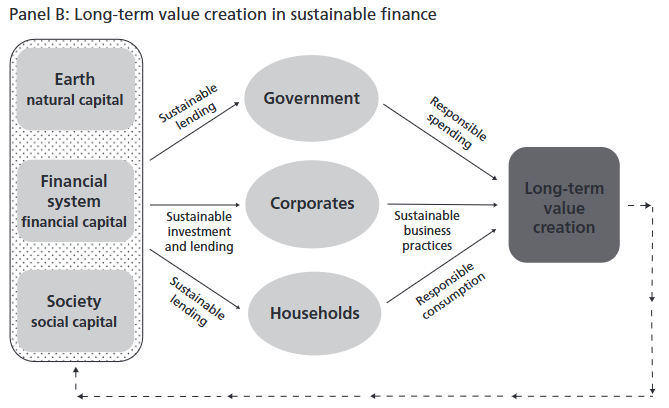 Panel B: Long-term value creation in sustainable finance
Earth
natural capital
Financial
system
financial capital
Society
social capital
Sustainable
lending
Sustainable
investment
and lending
Sustainable
lending
Government
Corporates
Households
Responsible
spending
Sustainable
business
practices
Responsible
consumption
Long-term
value
creation